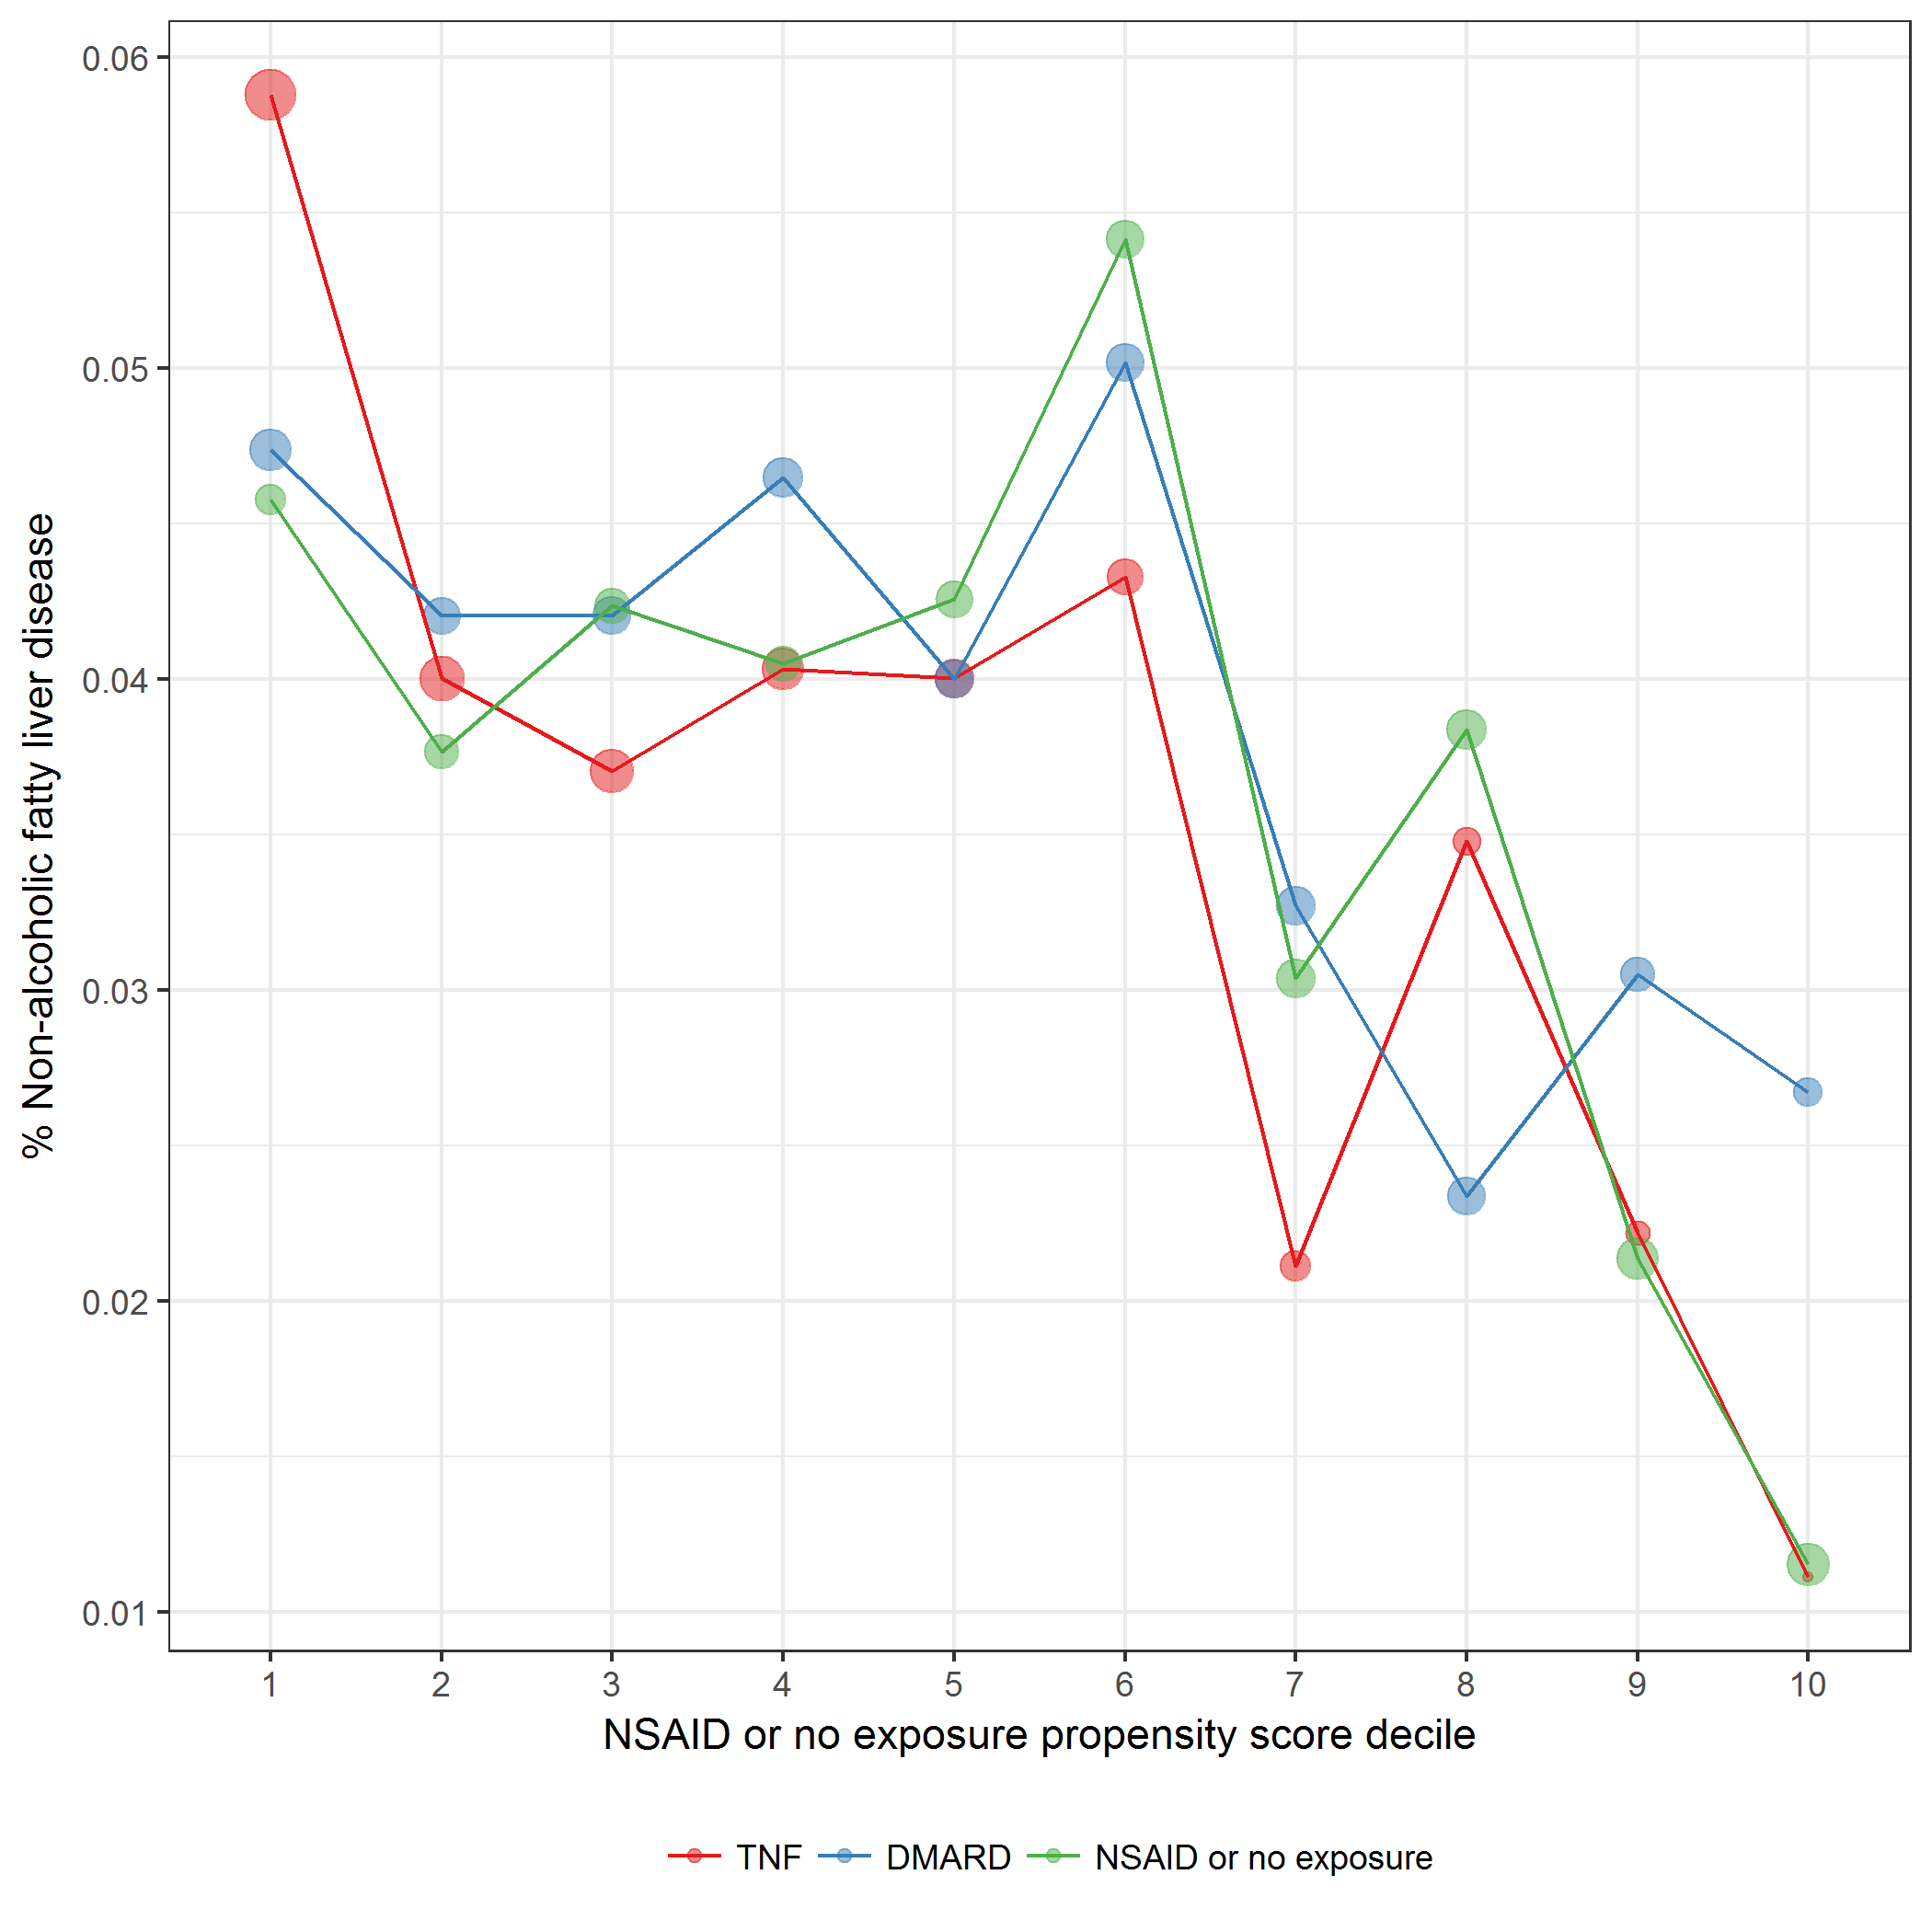 % Non-alcoholic fatty liver disease
0.06
0.05
0.04
0.03
0.02
0.01
1 2 3 4 5 6 7 8 9 10
NSAID or no exposure propensity score decile
TNF DMARD NSAID or no exposure